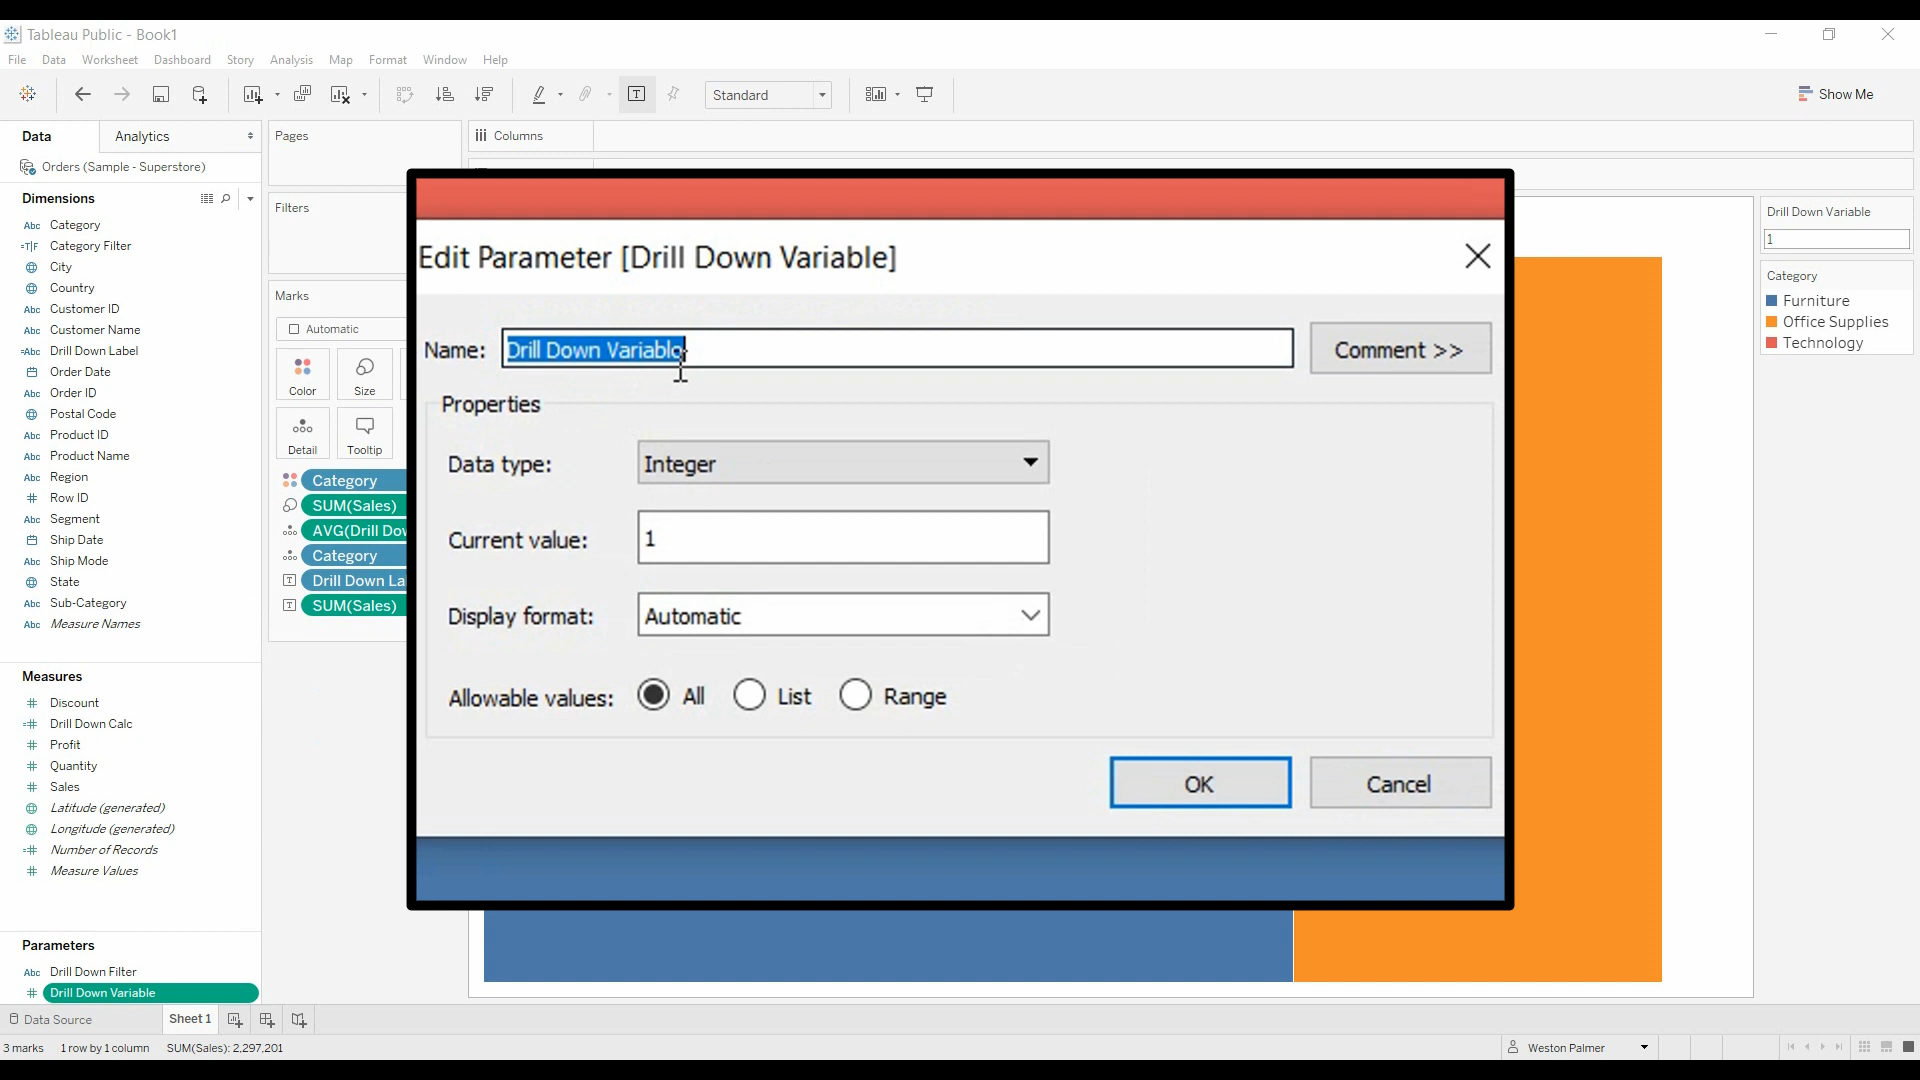 Tableau Public - Book1
File Data Worksheet Dashboard Story Analysis Map Format Window Help
Standard
Show Me
Data Analytics
Orders (Sample - Superstore)
Dimensions
Abc Category
=T|F Category Filter
City
Country
Abc Customer ID
Abc Customer Name
=Abc Drill Down Label
Order Date
Abc Order ID
Postal Code
Abc Product ID
Abc Product Name
Abc Region
# Row ID
Abc Segment
Ship Date
Abc Ship Mode
State
Abc Sub-Category
Abc Measure Names
Measures
# Discount
=# Drill Down Calc
# Profit
# Quantity
# Sales
Latitude (generated)
Longitude (generated)
=# Number of Records
# Measure Values
Parameters
Abc Drill Down Filter
# Drill Down Variable
Pages
Filters
Marks
Automatic
Color Size
Detail Tooltip
Category
SUM(Sales)
AVG(Drill Dow
Category
T Drill Down La
T SUM(Sales)
Columns
Edit Parameter [Drill Down Variable]
Name: Drill Down Variable Comment >>
Properties
Data type: Integer
Current value: 1
Display format: Automatic
Allowable values: All List Range
OK Cancel
Drill Down Variable
1
Category
Furniture
Office Supplies
Technology
Data Source Sheet 1
3 marks 1 row by 1 column SUM(Sales): 2,297,201
Weston Palmer